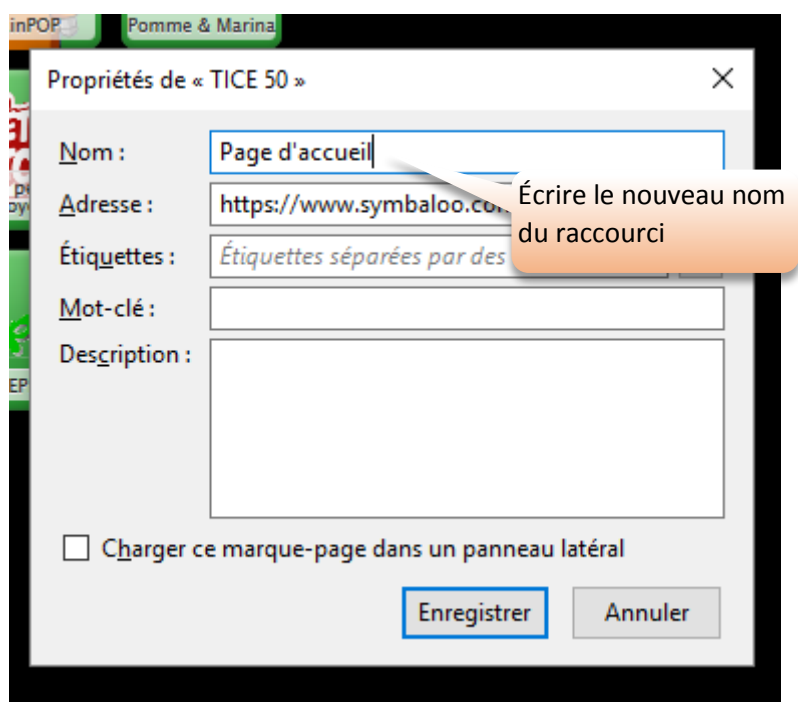 Pomme & Marina
Propriétés de « TICE 50 »
Nom :
Page d'accueil
Écrire le nouveau nom
du raccourci
Adresse :
https://www.symbaloo.co
Étiquettes :
Étiquettes séparées par des
Mot-clé :
Description :
Charger ce marque-page dans un panneau latéral
Enregistrer
Annuler